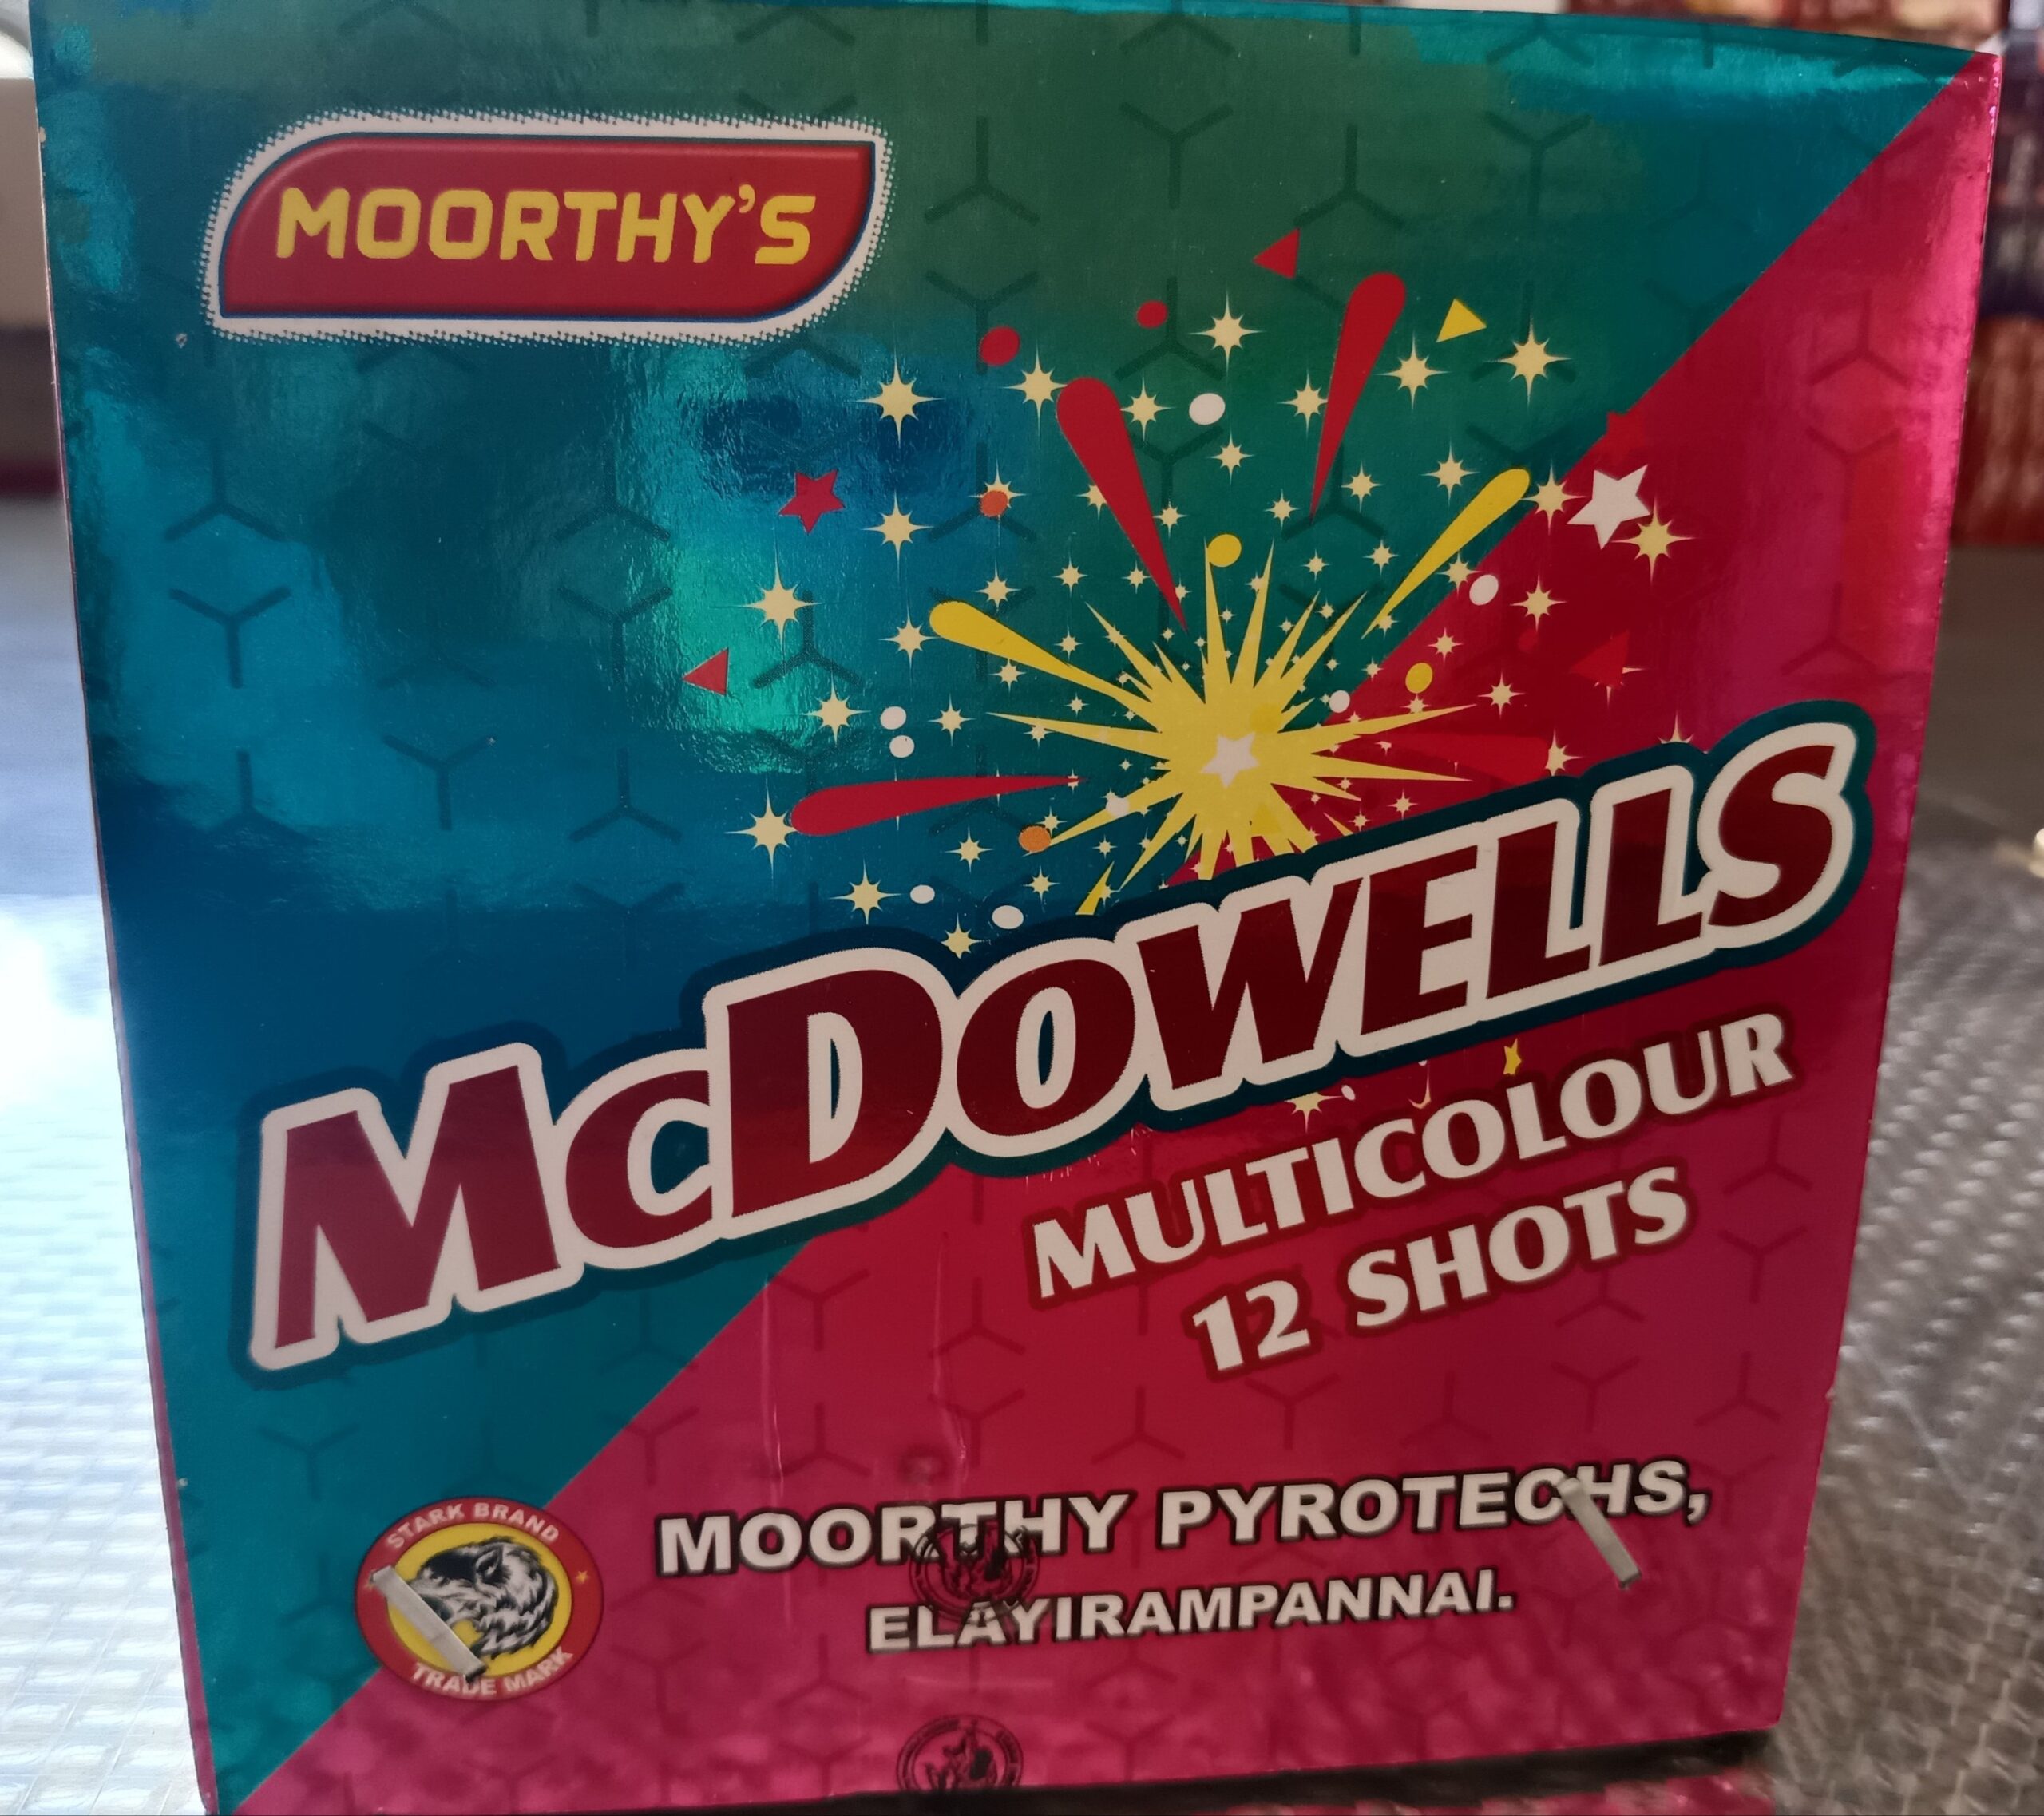 MOORTHY'S
McDOWELLS
MULTICOLOUR
12 SHOTS
MOORTHY PYROTECHS,
ELAYIRAMPANNAI.
STARK BRAND
TRADE MARK